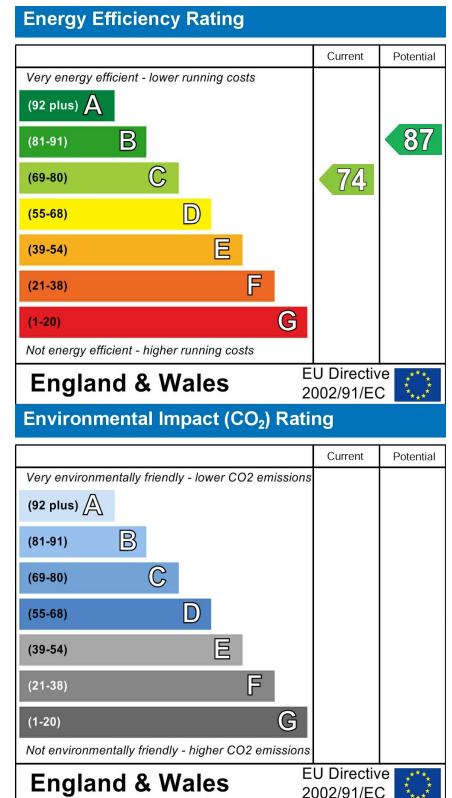 Energy Efficiency Rating
Current Potential
Very energy efficient - lower running costs
(92 plus) A
(81-91) B
87
(69-80) C
74
(55-68) D
(39-54) E
(21-38) F
(1-20) G
Not energy efficient - higher running costs
England & Wales
EU Directive
2002/91/EC
Environmental Impact (CO₂) Rating
Current Potential
Very environmentally friendly - lower CO2 emissions
(92 plus) A
(81-91) B
(69-80) C
(55-68) D
(39-54) E
(21-38) F
(1-20) G
Not environmentally friendly - higher CO2 emissions
England & Wales
EU Directive
2002/91/EC